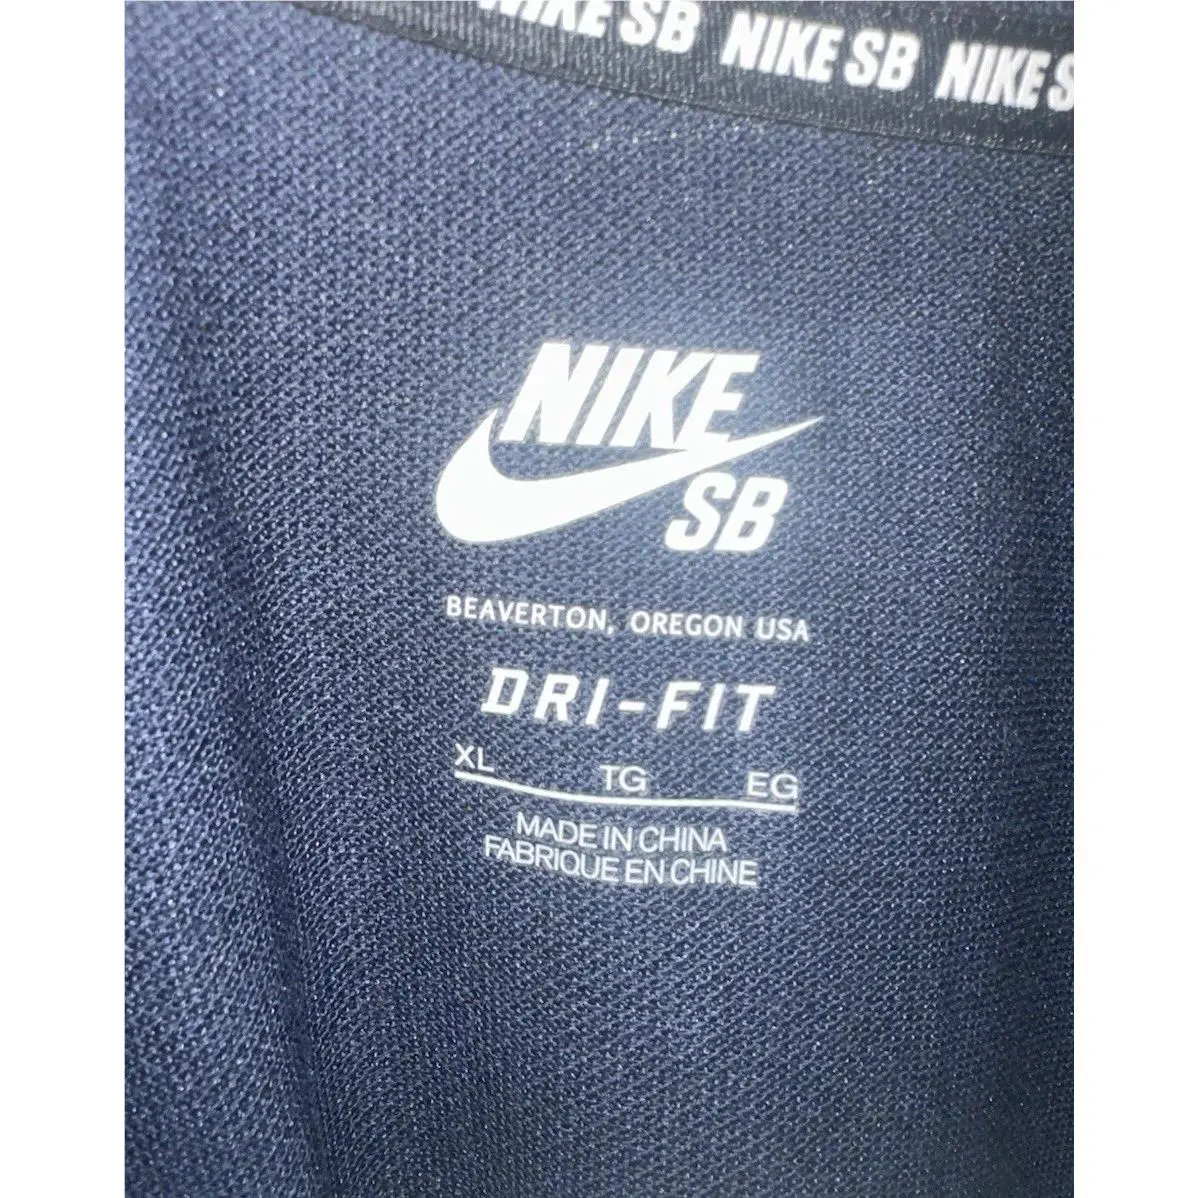 NIKE SB NIKE SB NIKE S
NIKE
SB
BEAVERTON, OREGON USA
DRI-FIT
XL TG EG
MADE IN CHINA
FABRIQUE EN CHINE